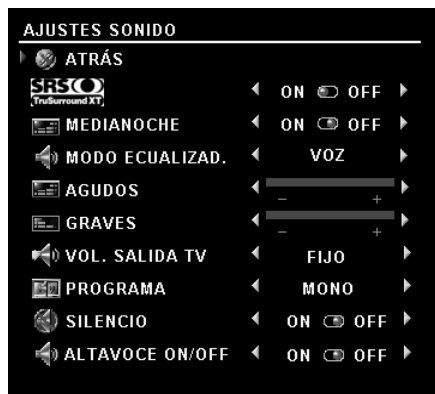 AJUSTES SONIDO
ATRÁS
SRS
TruSurround XT
ON OFF
MEDIANOCHE ON OFF
MODO ECUALIZAD. VOZ
AGUDOS - +
GRAVES - +
VOL. SALIDA TV FIJO
PROGRAMA MONO
SILENCIO ON OFF
ALTAVOCE ON/OFF ON OFF